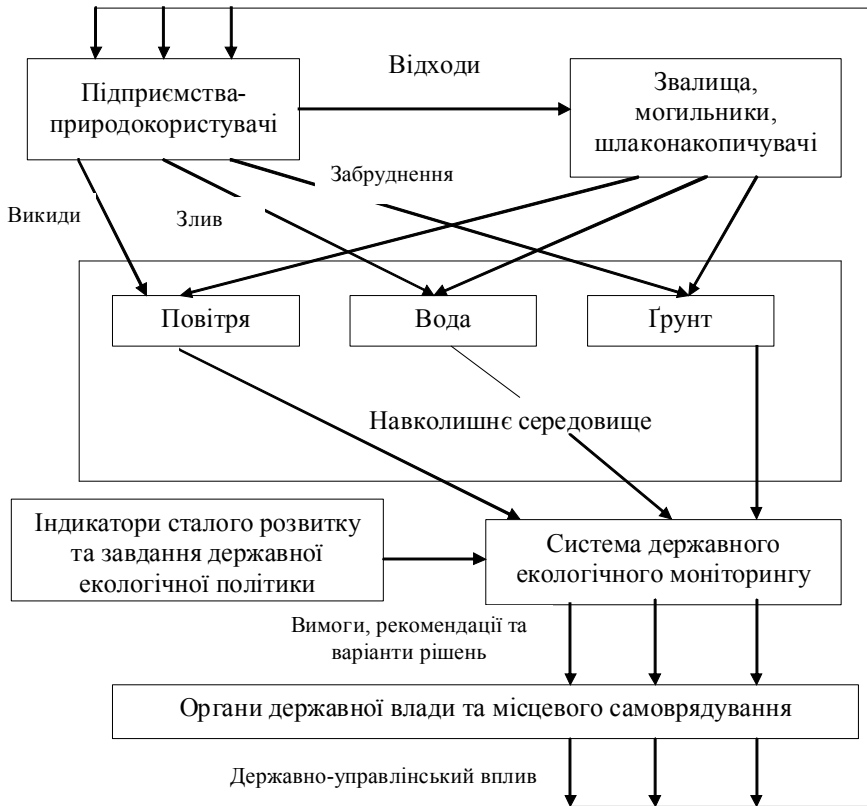 Відходи
Підприємства-
природокористувачі
Звалища,
могильники,
шлаконакопичувачі
Забруднення
Викиди
Злив
Повітря
Вода
Ґрунт
Навколишнє середовище
Індикатори сталого розвитку
та завдання державної
екологічної політики
Система державного
екологічного моніторингу
Вимоги, рекомендації та
варіанти рішень
Органи державної влади та місцевого самоврядування
Державно-управлінський вплив